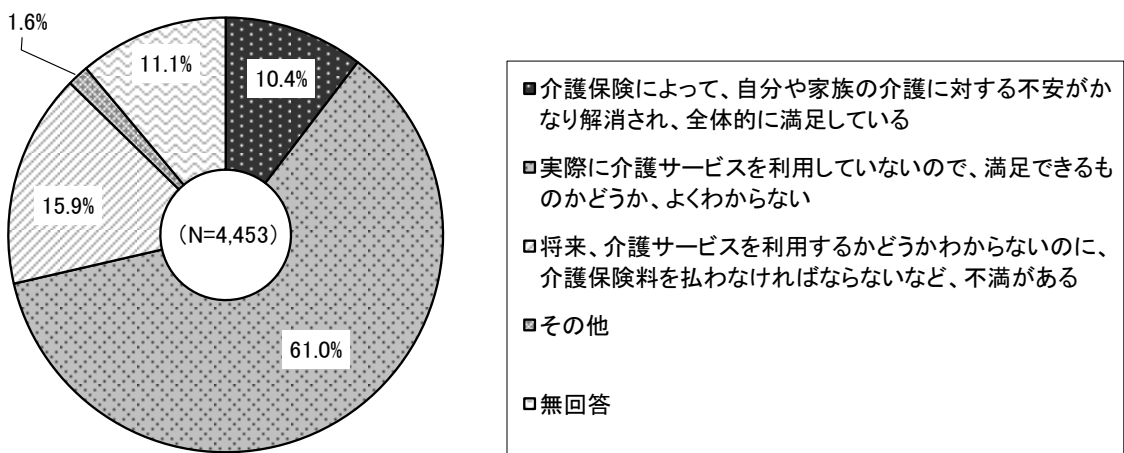 1.6%
11.1%
10.4%
15.9%
(N=4,453)
61.0%
介護保険によって、自分や家族の介護に対する不安がか
なり解消され、全体的に満足している
実際に介護サービスを利用していないので、満足できるも
のかどうか、よくわからない
将来、介護サービスを利用するかどうかわからないのに、
介護保険料を払わなければならないなど、不満がある
その他
無回答